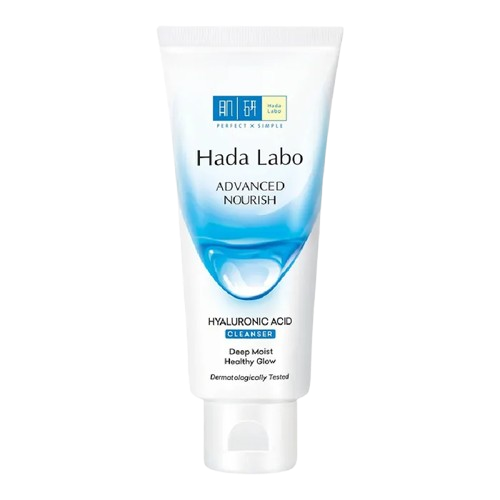 肌研
Hada
Labo
PERFECT × SIMPLE
Hada Labo
ADVANCED
NOURISH
HYALURONIC ACID
CLEANSER
Deep Moist
Healthy Glow
Dermatologically Tested